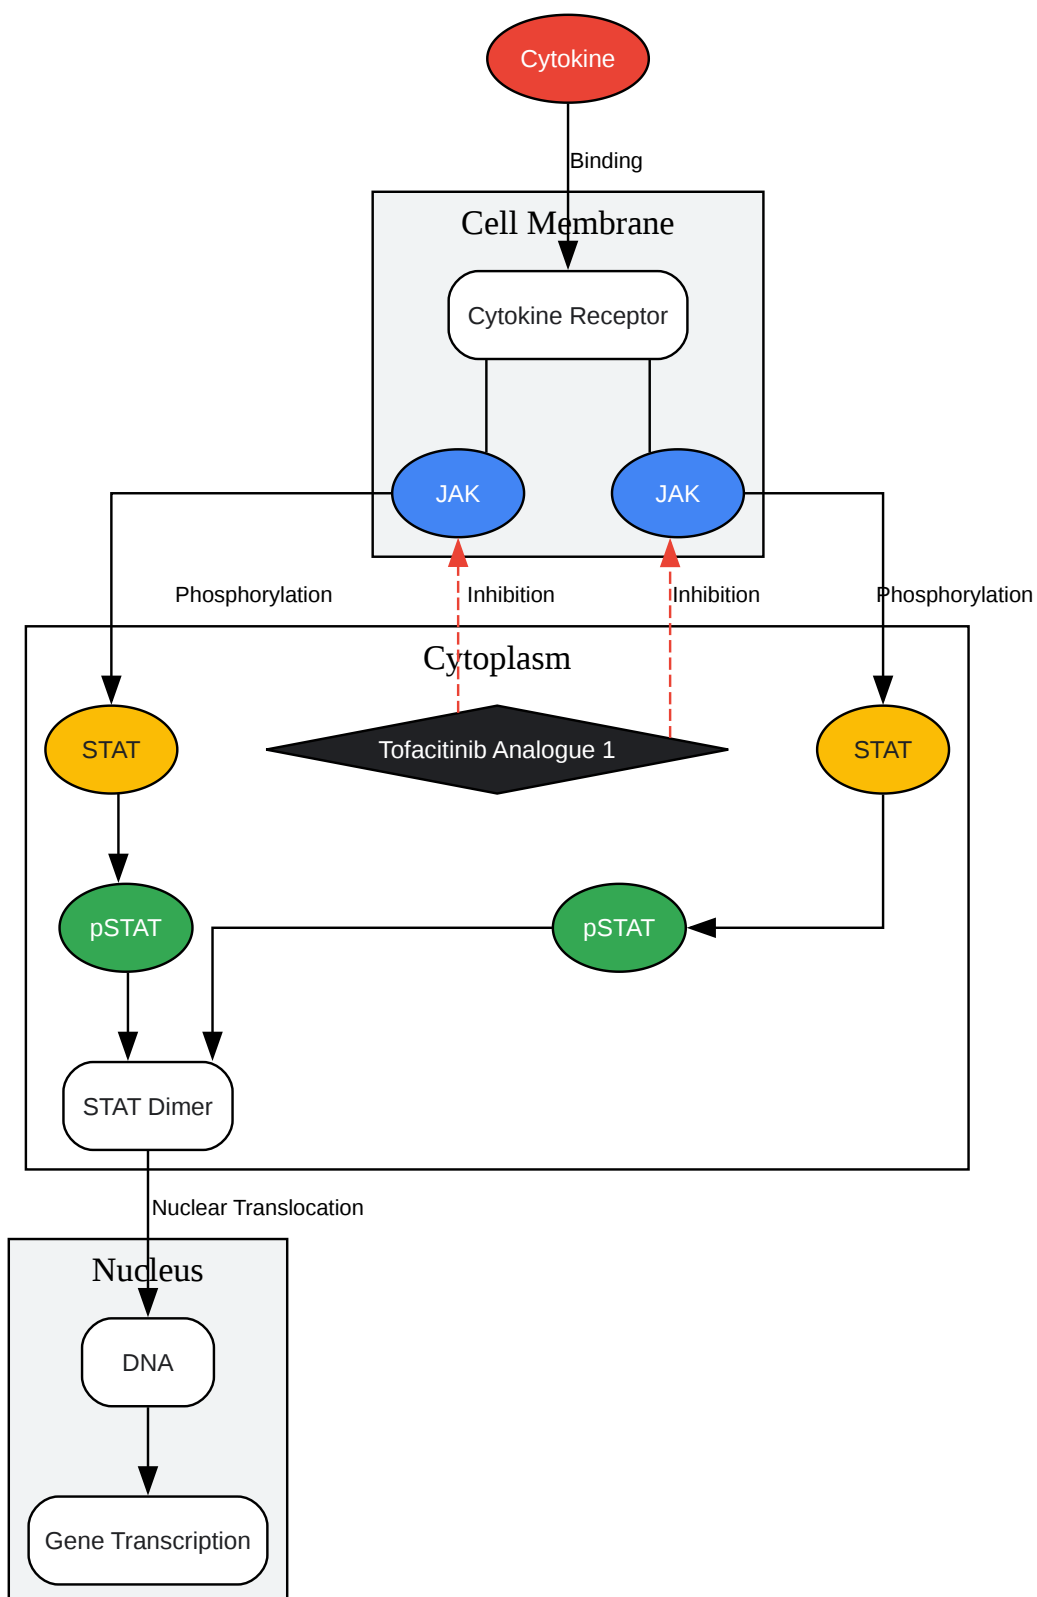 Cytokine
Binding
Cell Membrane
Cytokine Receptor
JAK
JAK
Phosphorylation
Inhibition
Inhibition
Phosphorylation
Cytoplasm
STAT
Tofacitinib Analogue 1
STAT
pSTAT
pSTAT
STAT Dimer
Nuclear Translocation
Nucleus
DNA
Gene Transcription